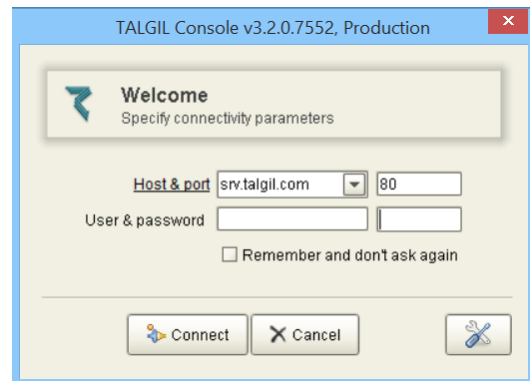 TALGIL Console v3.2.0.7552, Production
Welcome
Specify connectivity parameters
Host & port srv.talgil.com 80
User & password
Remember and don't ask again
Connect Cancel